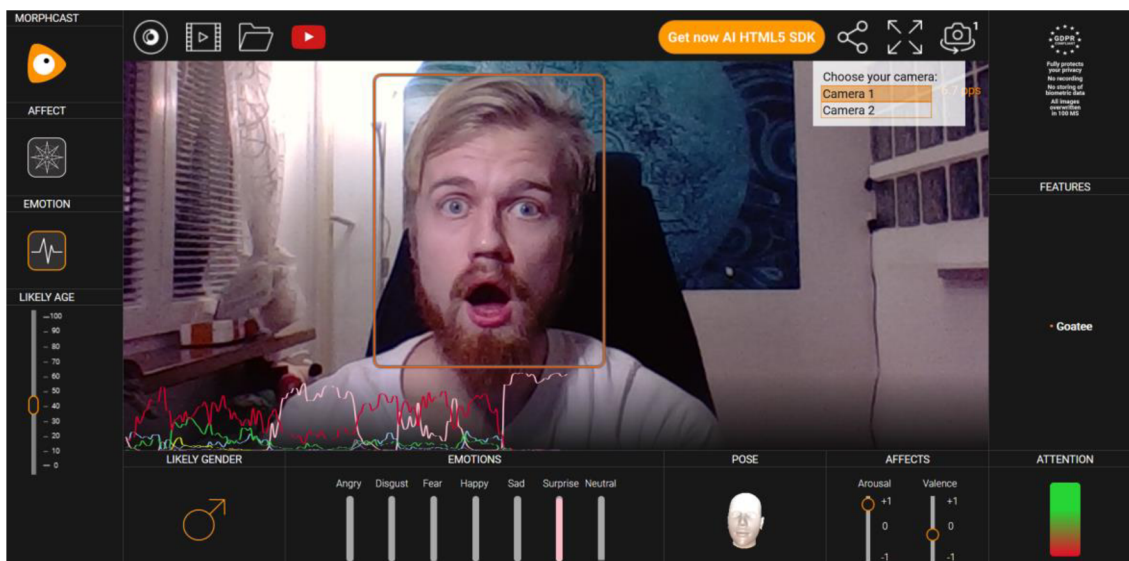 MORPHCAST
Get now AI HTML5 SDK
1
GDPR
COMPLIANT
Fully protects
your privacy
No recording
No storing of
biometric data
All images
overwritten
in 100 MS
Choose your camera:
Camera 1
Camera 2
AFFECT
EMOTION
LIKELY AGE
100
90
80
70
60
50
40
30
20
10
0
FEATURES
• Goatee
LIKELY GENDER
EMOTIONS
Angry Disgust Fear Happy Sad Surprise Neutral
POSE
AFFECTS
Arousal Valence
+1 +1
0 0
-1 -1
ATTENTION